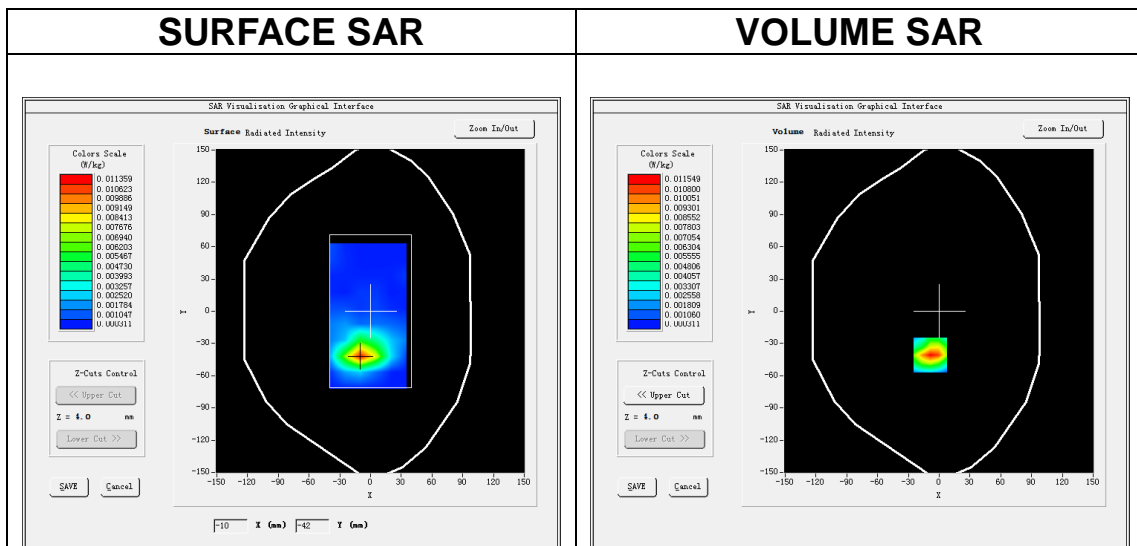 SURFACE SAR
VOLUME SAR
SAR Visualisation Graphical Interface
Surface Radiated Intensity
Zoom In/Out
Colors Scale
(W/kg)
0.011359
0.010623
0.009886
0.009149
0.008413
0.007676
0.006940
0.006203
0.005467
0.004730
0.003993
0.003257
0.002520
0.001784
0.001047
0.000311
150
120
90
60
30
0
-30
-60
-90
-120
-150
Y
-150 -120 -90 -60 -30 0 30 60 90 120 150
X
Z-Cuts Control
<< Upper Cut
Z = 4.0 mm
Lower Cut >>
SAVE Cancel
-10 X (mm) -42 Y (mm)
SAR Visualisation Graphical Interface
Volume Radiated Intensity
Zoom In/Out
Colors Scale
(W/kg)
0.011549
0.010800
0.010051
0.009301
0.008552
0.007803
0.007054
0.006304
0.005555
0.004806
0.004057
0.003307
0.002558
0.001809
0.001060
0.000311
150
120
90
60
30
0
-30
-60
-90
-120
-150
Y
-150 -120 -90 -60 -30 0 30 60 90 120 150
X
Z-Cuts Control
<< Upper Cut
Z = 4.0 mm
Lower Cut >>
SAVE Cancel